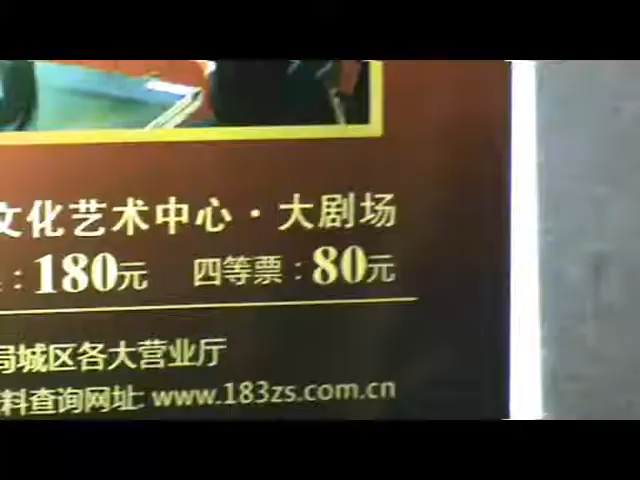 文化艺术中心·大剧场
：180元 四等票：80元
局城区各大营业厅
料查询网址: www.183zs.com.cn